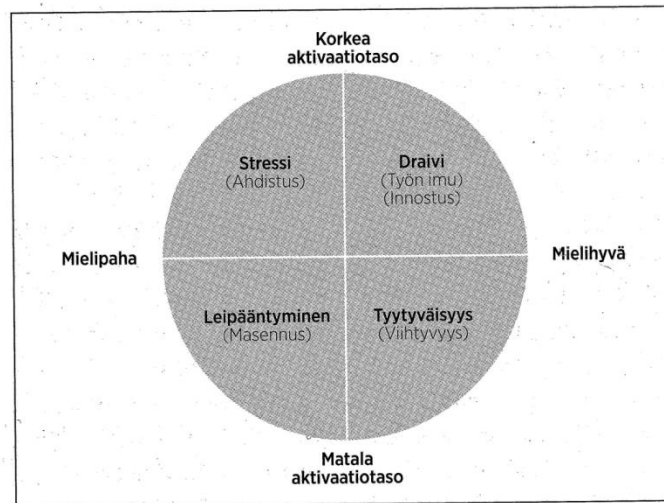 Korkea
aktivaatiotaso
Stressi
(Ahdistus)
Draivi
(Työn imu)
(Innostus)
Mielipaha
Mielihyvä
Leipääntyminen
(Masennus)
Tyytyväisyys
(Viihtyvyys)
Matala
aktivaatiotaso